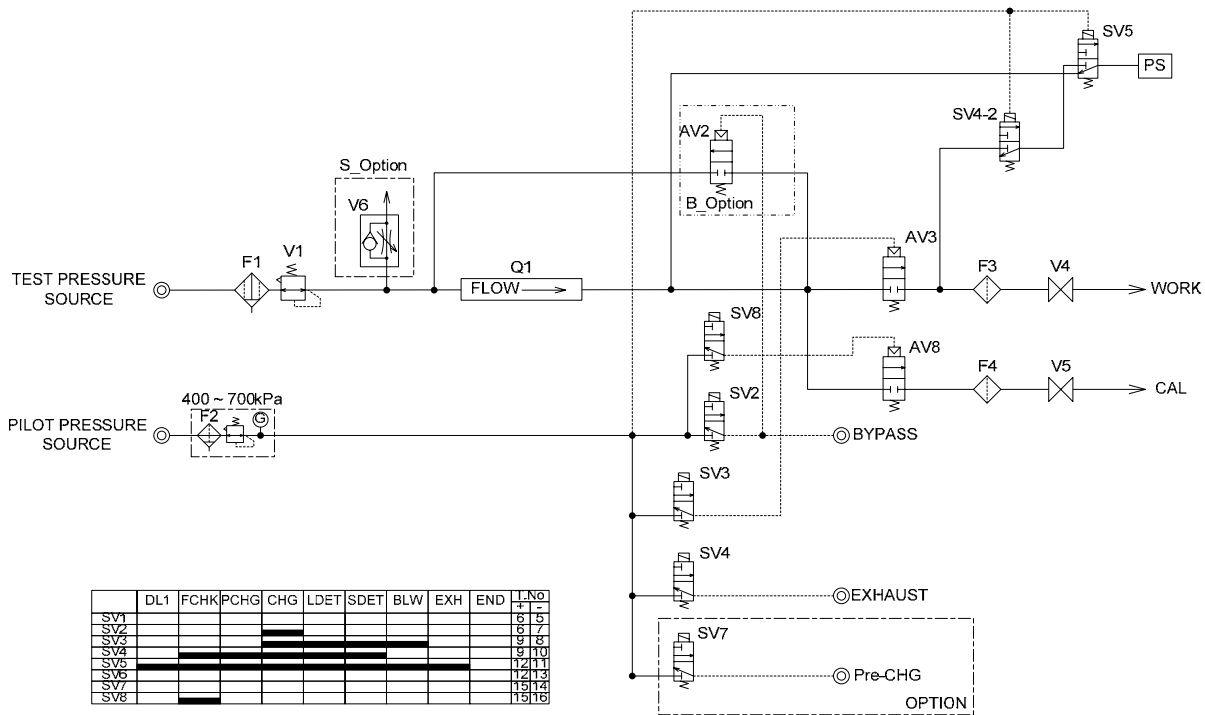 SV5
PS
SV4-2
AV2
B_Option
S_Option
V6
AV3
TEST PRESSURE
SOURCE
F1
V1
Q1
FLOW
F3
V4
WORK
SV8
AV8
F4
V5
CAL
400 ~ 700kPa
F2
G
SV2
PILOT PRESSURE
SOURCE
BYPASS
SV3
SV4
EXHAUST
SV7
Pre-CHG
OPTION
DL1 FCHK PCHG CHG LDET SDET BLW EXH END T.No
+ -
SV1 6 5
SV2 6 7
SV3 9 8
SV4 9 10
SV5 12 11
SV6 12 13
SV7 15 14
SV8 15 16